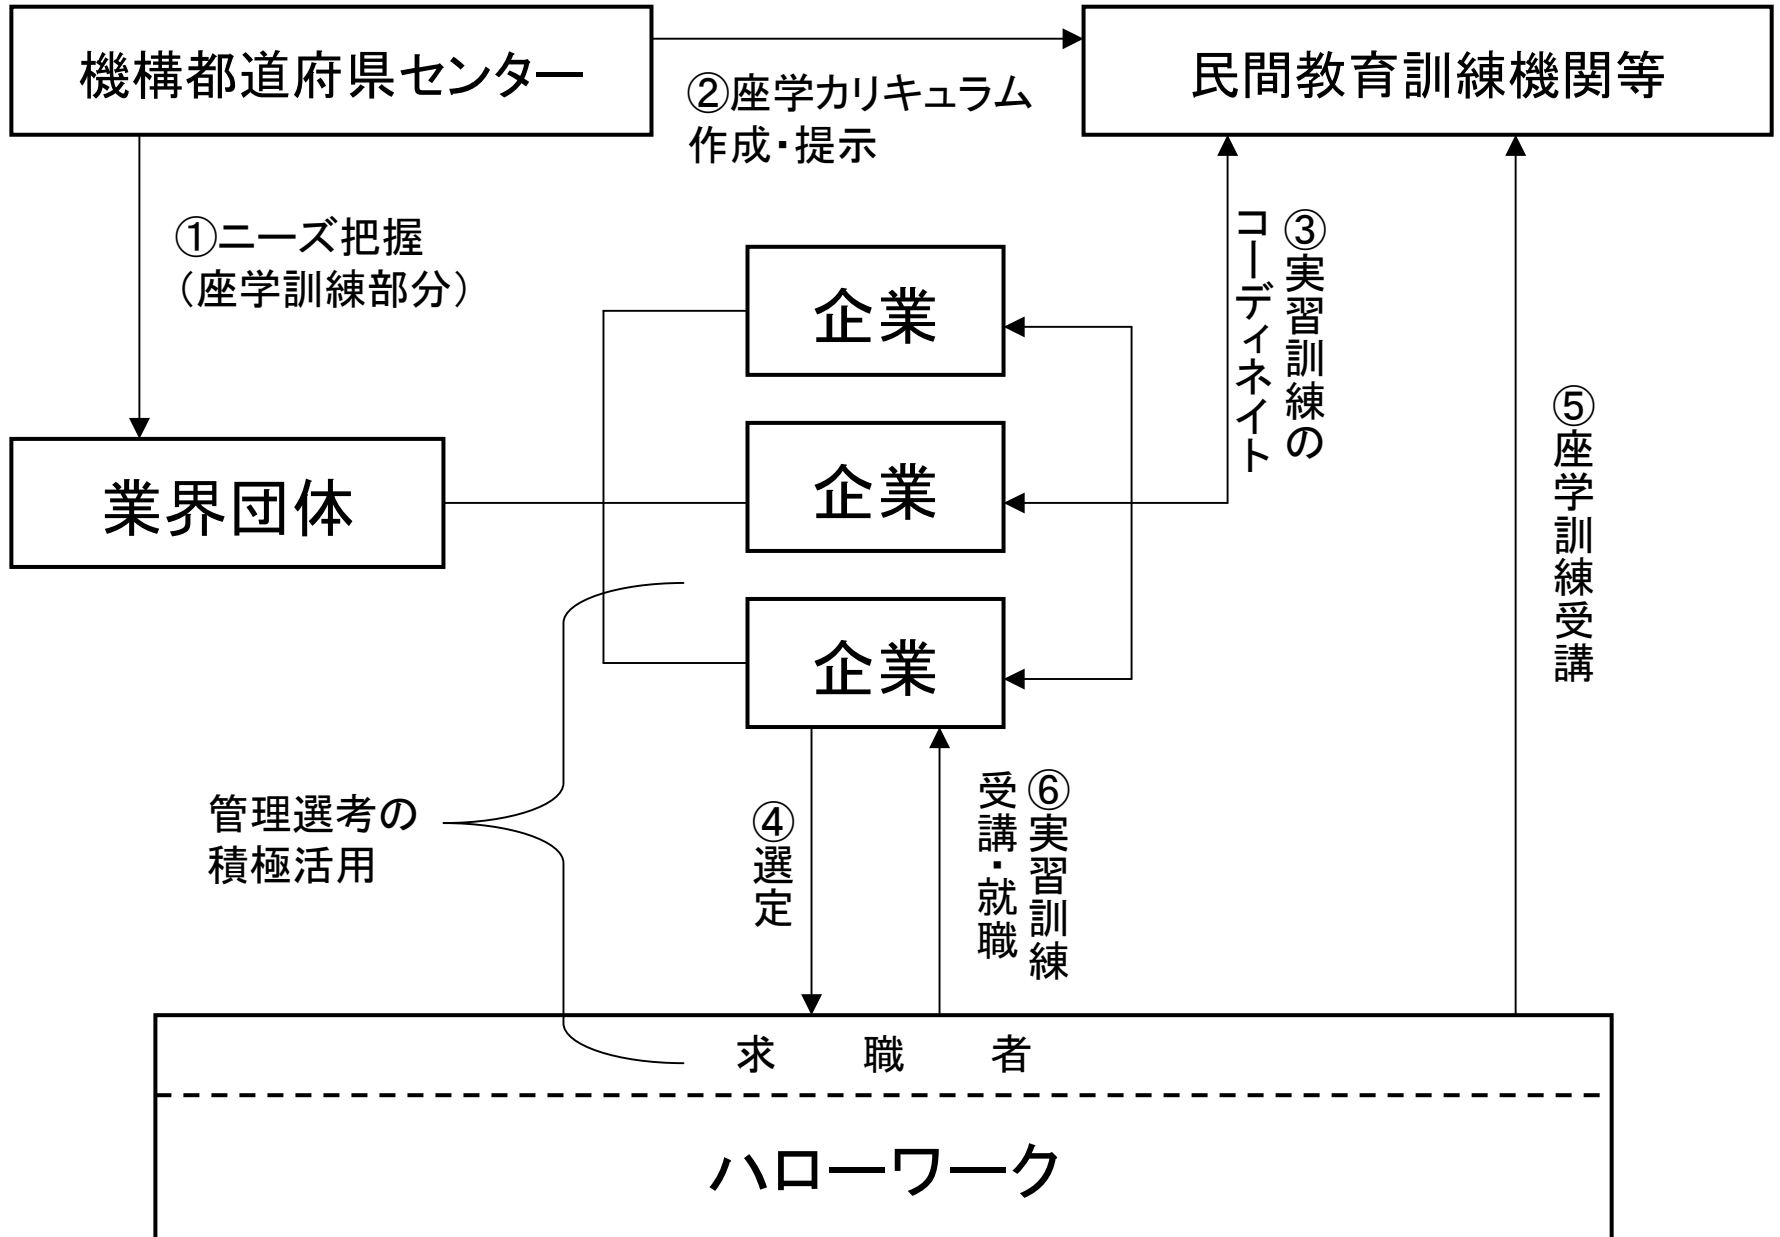 機構都道府県センター
民間教育訓練機関等
②座学カリキュラム
作成・提示
①ニーズ把握
（座学訓練部分）
③実習訓練の
コーディネイト
企業
企業
企業
業界団体
⑤座学訓練受講
管理選考の
積極活用
④選定
⑥実習訓練
受講・就職
求 職 者
ハローワーク